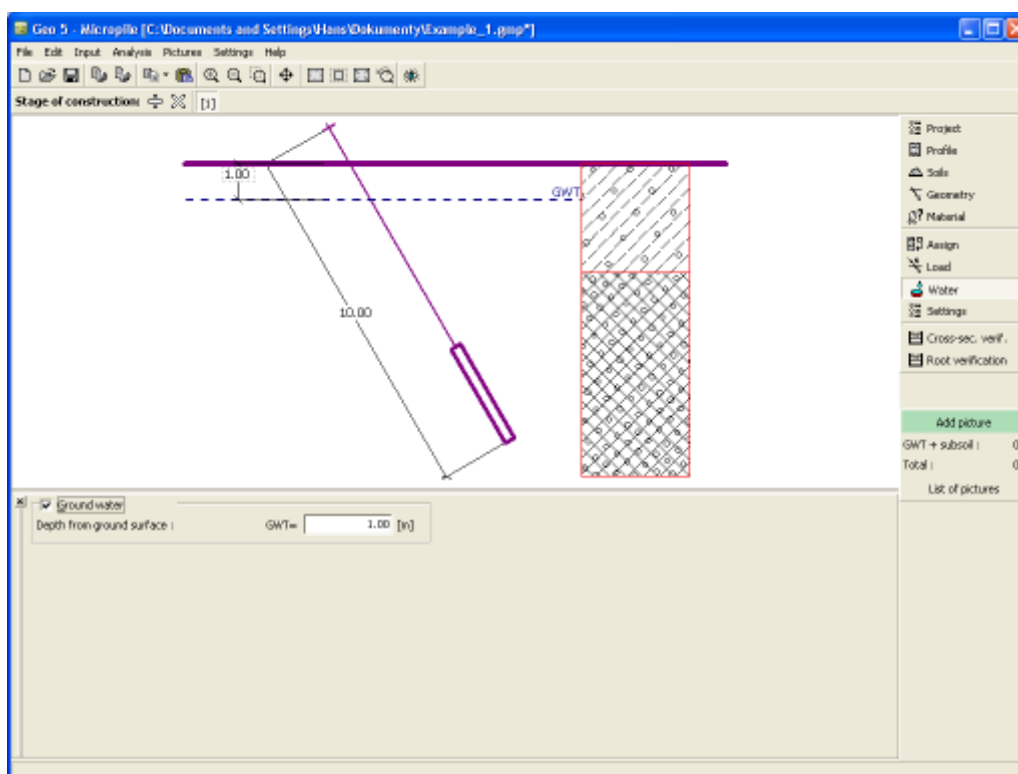 Geo 5 - Micropile [C:\Documents and Settings\Hans\Dokumenty\Example_1.gmp*]
File Edit Input Analysis Pictures Settings Help
Stage of construction: [1]
1.00
GWT
10.00
Project
Profile
Soils
Geometry
Material
Assign
Load
Water
Settings
Cross-sec. verif.
Root verification
Add picture
GWT + subsoil : 0
Total : 0
List of pictures
Ground water
Depth from ground surface : GWT= 1.00 [m]